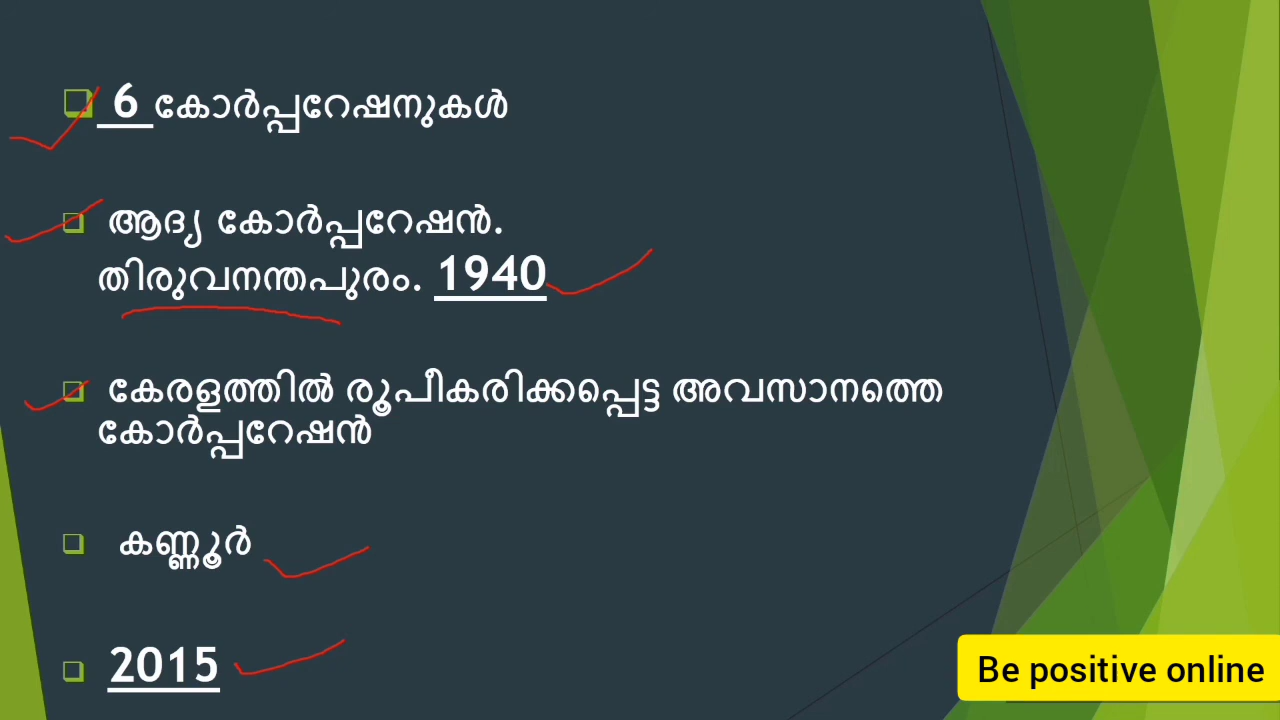 6 കോർപ്പറേഷനുകൾ
ആദ്യ കോർപ്പറേഷൻ.
തിരുവനന്തപുരം. 1940
കേരളത്തിൽ രൂപീകരിക്കപ്പെട്ട അവസാനത്തെ
കോർപ്പറേഷൻ
കണ്ണൂർ
2015
Be positive online